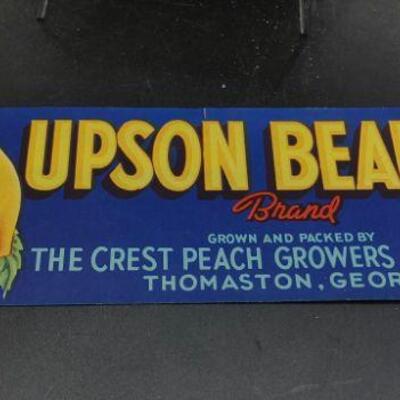 UPSON BEA
Brand
GROWN AND PACKED BY
THE CREST PEACH GROWERS
THOMASTON, GEOR